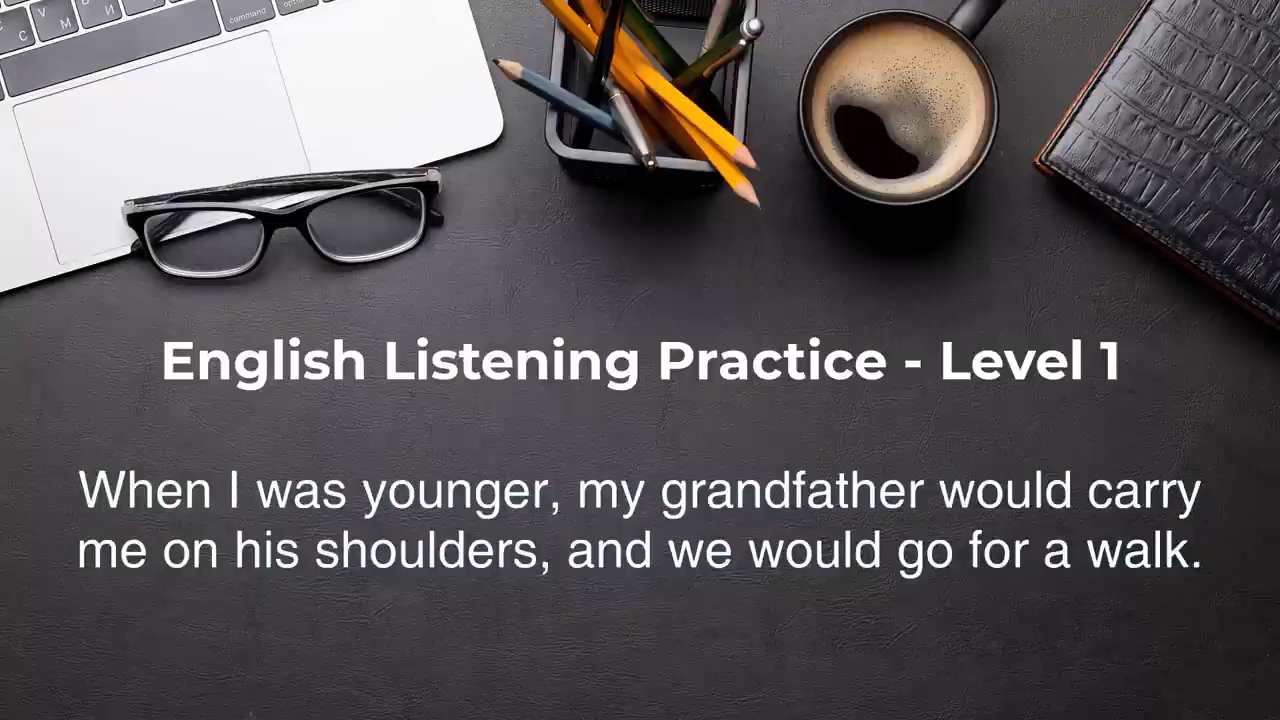 command
English Listening Practice - Level 1
When I was younger, my grandfather would carry
me on his shoulders, and we would go for a walk.